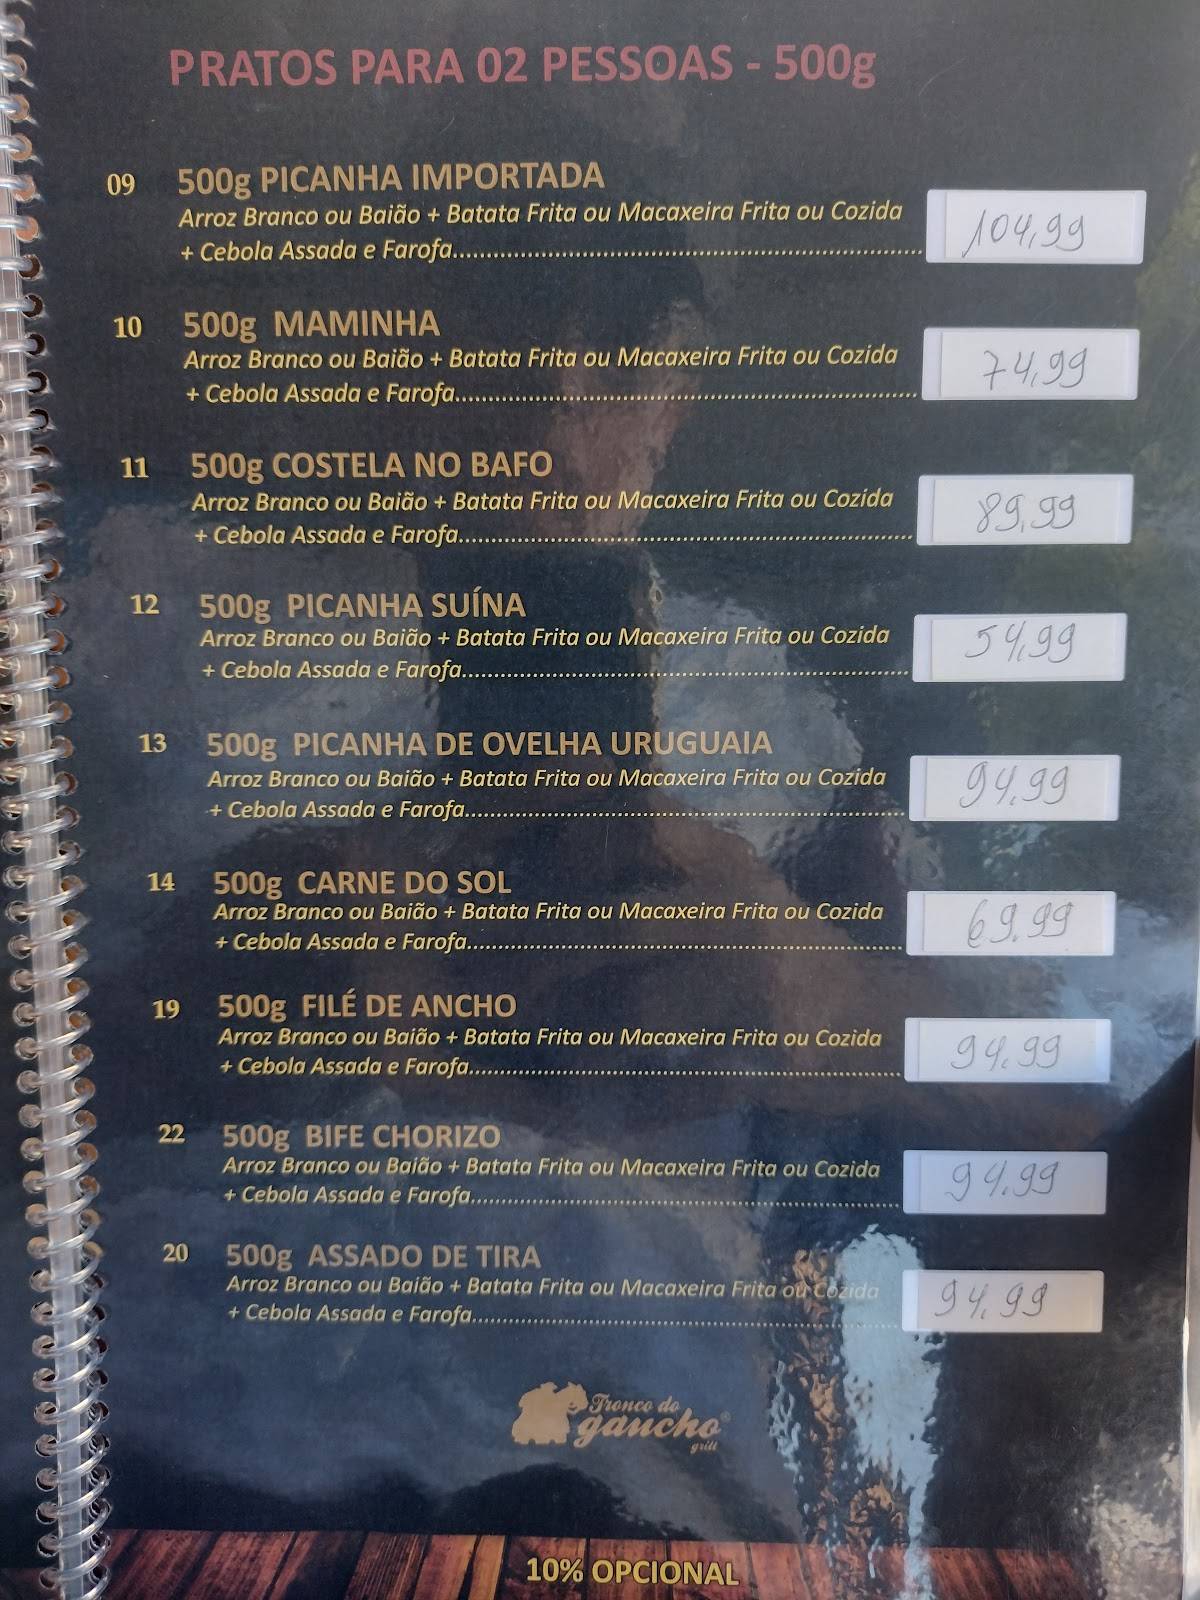 PRATOS PARA 02 PESSOAS - 500g
09 500g PICANHA IMPORTADA
Arroz Branco ou Baião + Batata Frita ou Macaxeira Frita ou Cozida
+ Cebola Assada e Farofa........ 104,99
10 500g MAMINHA
Arroz Branco ou Baião + Batata Frita ou Macaxeira Frita ou Cozida
+ Cebola Assada e Farofa........ 74,99
11 500g COSTELA NO BAFO
Arroz Branco ou Baião + Batata Frita ou Macaxeira Frita ou Cozida
+ Cebola Assada e Farofa........ 89,99
12 500g PICANHA SUÍNA
Arroz Branco ou Baião + Batata Frita ou Macaxeira Frita ou Cozida
+ Cebola Assada e Farofa........ 54,99
13 500g PICANHA DE OVELHA URUGUAIA
Arroz Branco ou Baião + Batata Frita ou Macaxeira Frita ou Cozida
+ Cebola Assada e Farofa........ 94,99
14 500g CARNE DO SOL
Arroz Branco ou Baião + Batata Frita ou Macaxeira Frita ou Cozida
+ Cebola Assada e Farofa........ 69,99
19 500g FILÉ DE ANCHO
Arroz Branco ou Baião + Batata Frita ou Macaxeira Frita ou Cozida
+ Cebola Assada e Farofa........ 94,99
22 500g BIFE CHORIZO
Arroz Branco ou Baião + Batata Frita ou Macaxeira Frita ou Cozida
+ Cebola Assada e Farofa........ 94,99
20 500g ASSADO DE TIRA
Arroz Branco ou Baião + Batata Frita ou Macaxeira Frita ou Cozida
+ Cebola Assada e Farofa........ 94,99
Tronco do
gaucho®
grill
10% OPCIONAL